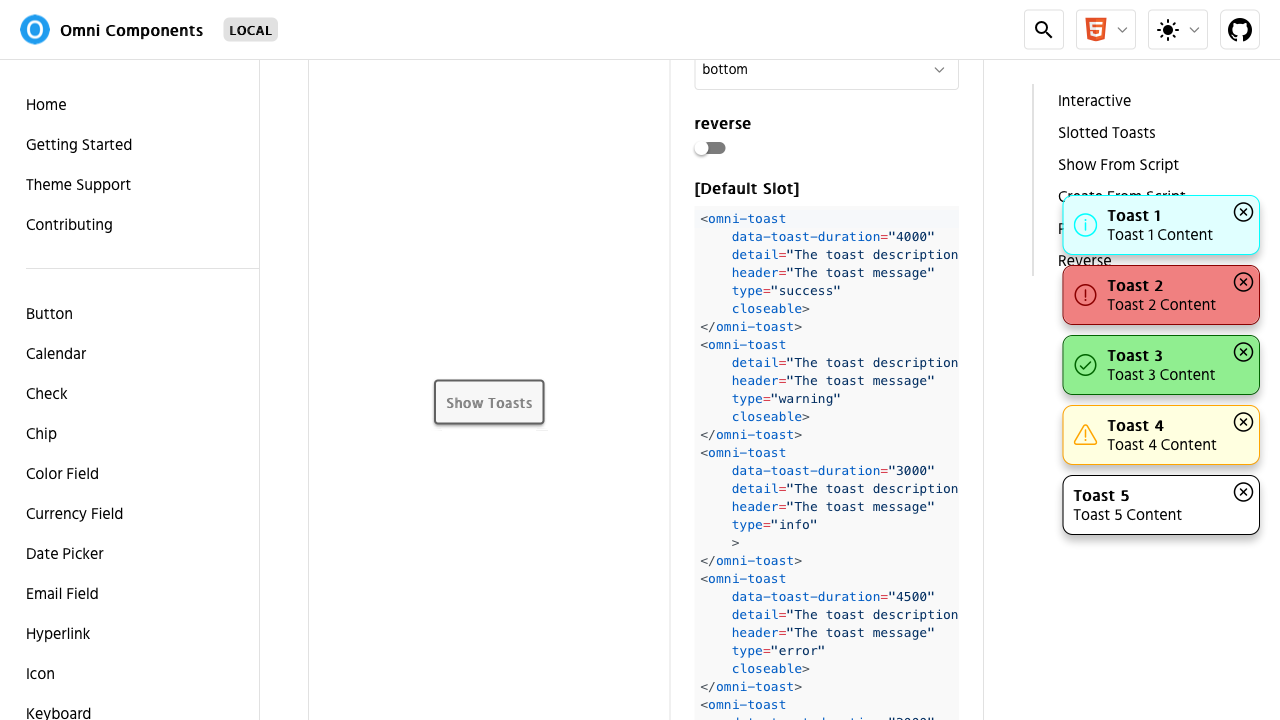 Omni Components LOCAL
Home
Getting Started
Theme Support
Contributing
Button
Calendar
Check
Chip
Color Field
Currency Field
Date Picker
Email Field
Hyperlink
Icon
Keyboard
Show Toasts
bottom
reverse
[Default Slot]
<omni-toast
    data-toast-duration="4000"
    detail="The toast description
    header="The toast message"
    type="success"
    closeable>
</omni-toast>
<omni-toast
    detail="The toast description
    header="The toast message"
    type="warning"
    closeable>
</omni-toast>
<omni-toast
    data-toast-duration="3000"
    detail="The toast description
    header="The toast message"
    type="info"
    >
</omni-toast>
<omni-toast
    data-toast-duration="4500"
    detail="The toast description
    header="The toast message"
    type="error"
    closeable>
</omni-toast>
<omni-toast
Interactive
Slotted Toasts
Show From Script
Create From Script
Reverse
Toast 1
Toast 1 Content
Toast 2
Toast 2 Content
Toast 3
Toast 3 Content
Toast 4
Toast 4 Content
Toast 5
Toast 5 Content